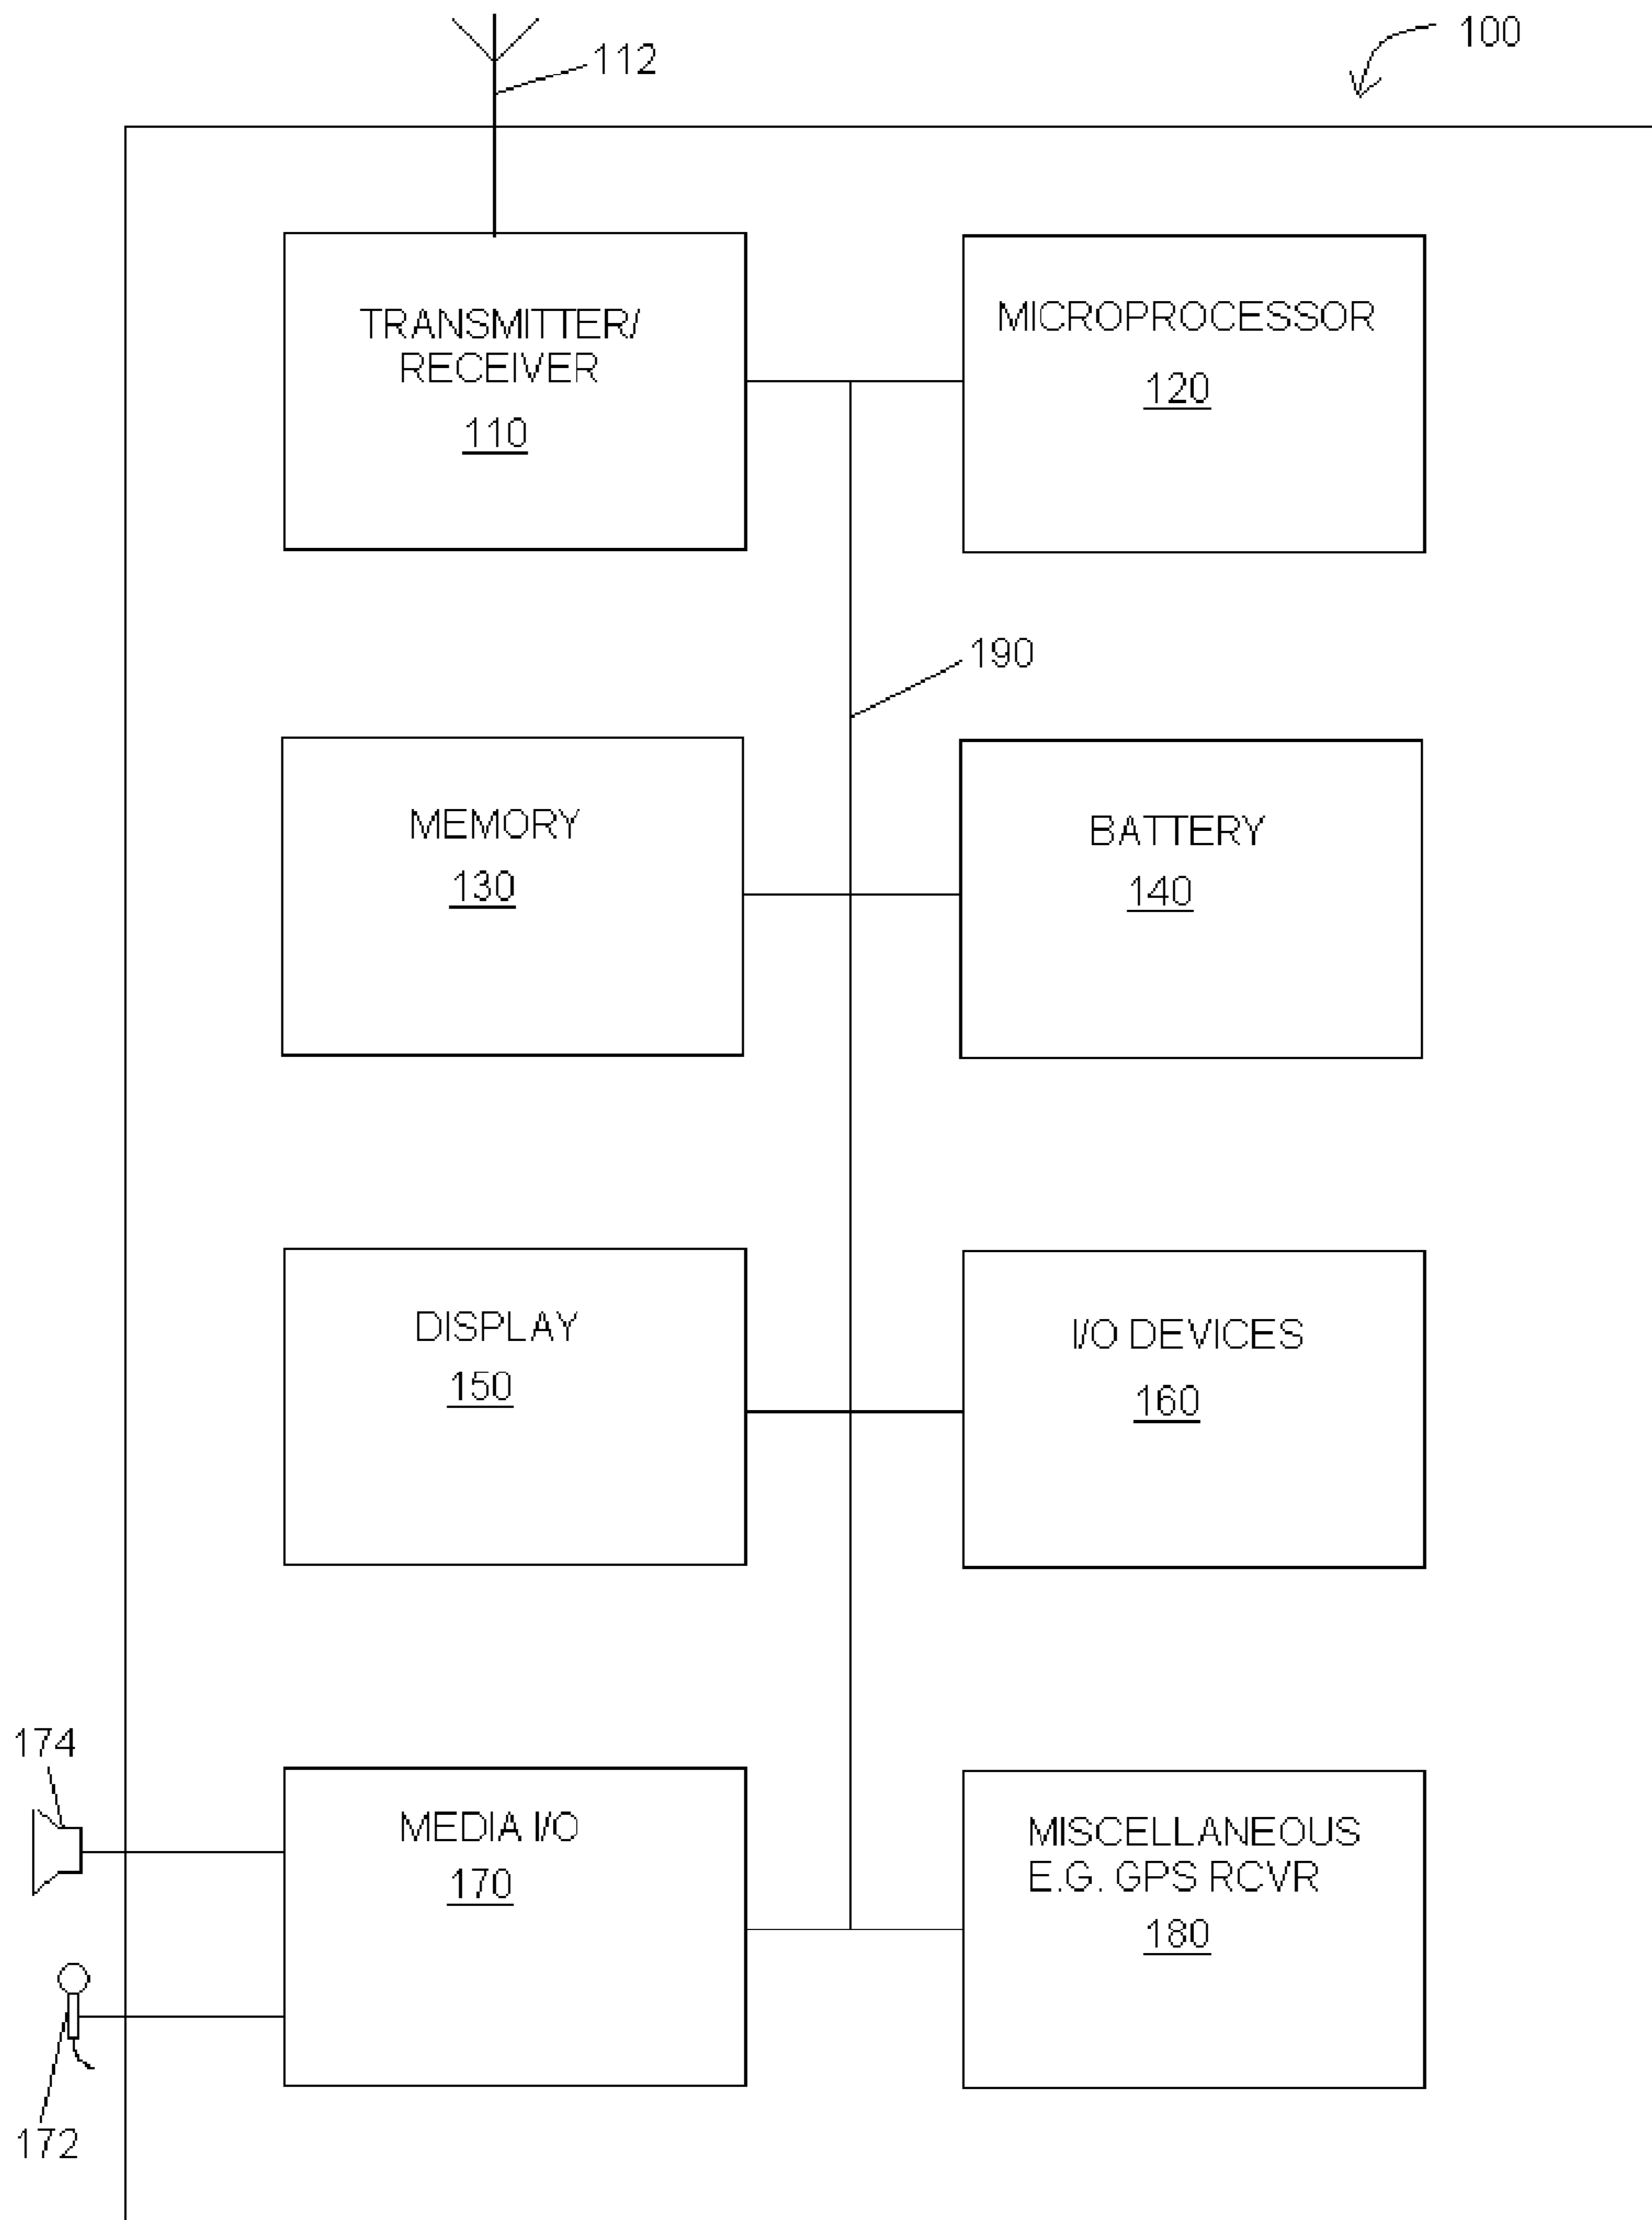 112
100
TRANSMITTER/
RECEIVER
110
MICROPROCESSOR
120
190
MEMORY
130
BATTERY
140
DISPLAY
150
I/O DEVICES
160
174
MEDIA I/O
170
MISCELLANEOUS
E.G. GPS RCVR
180
172